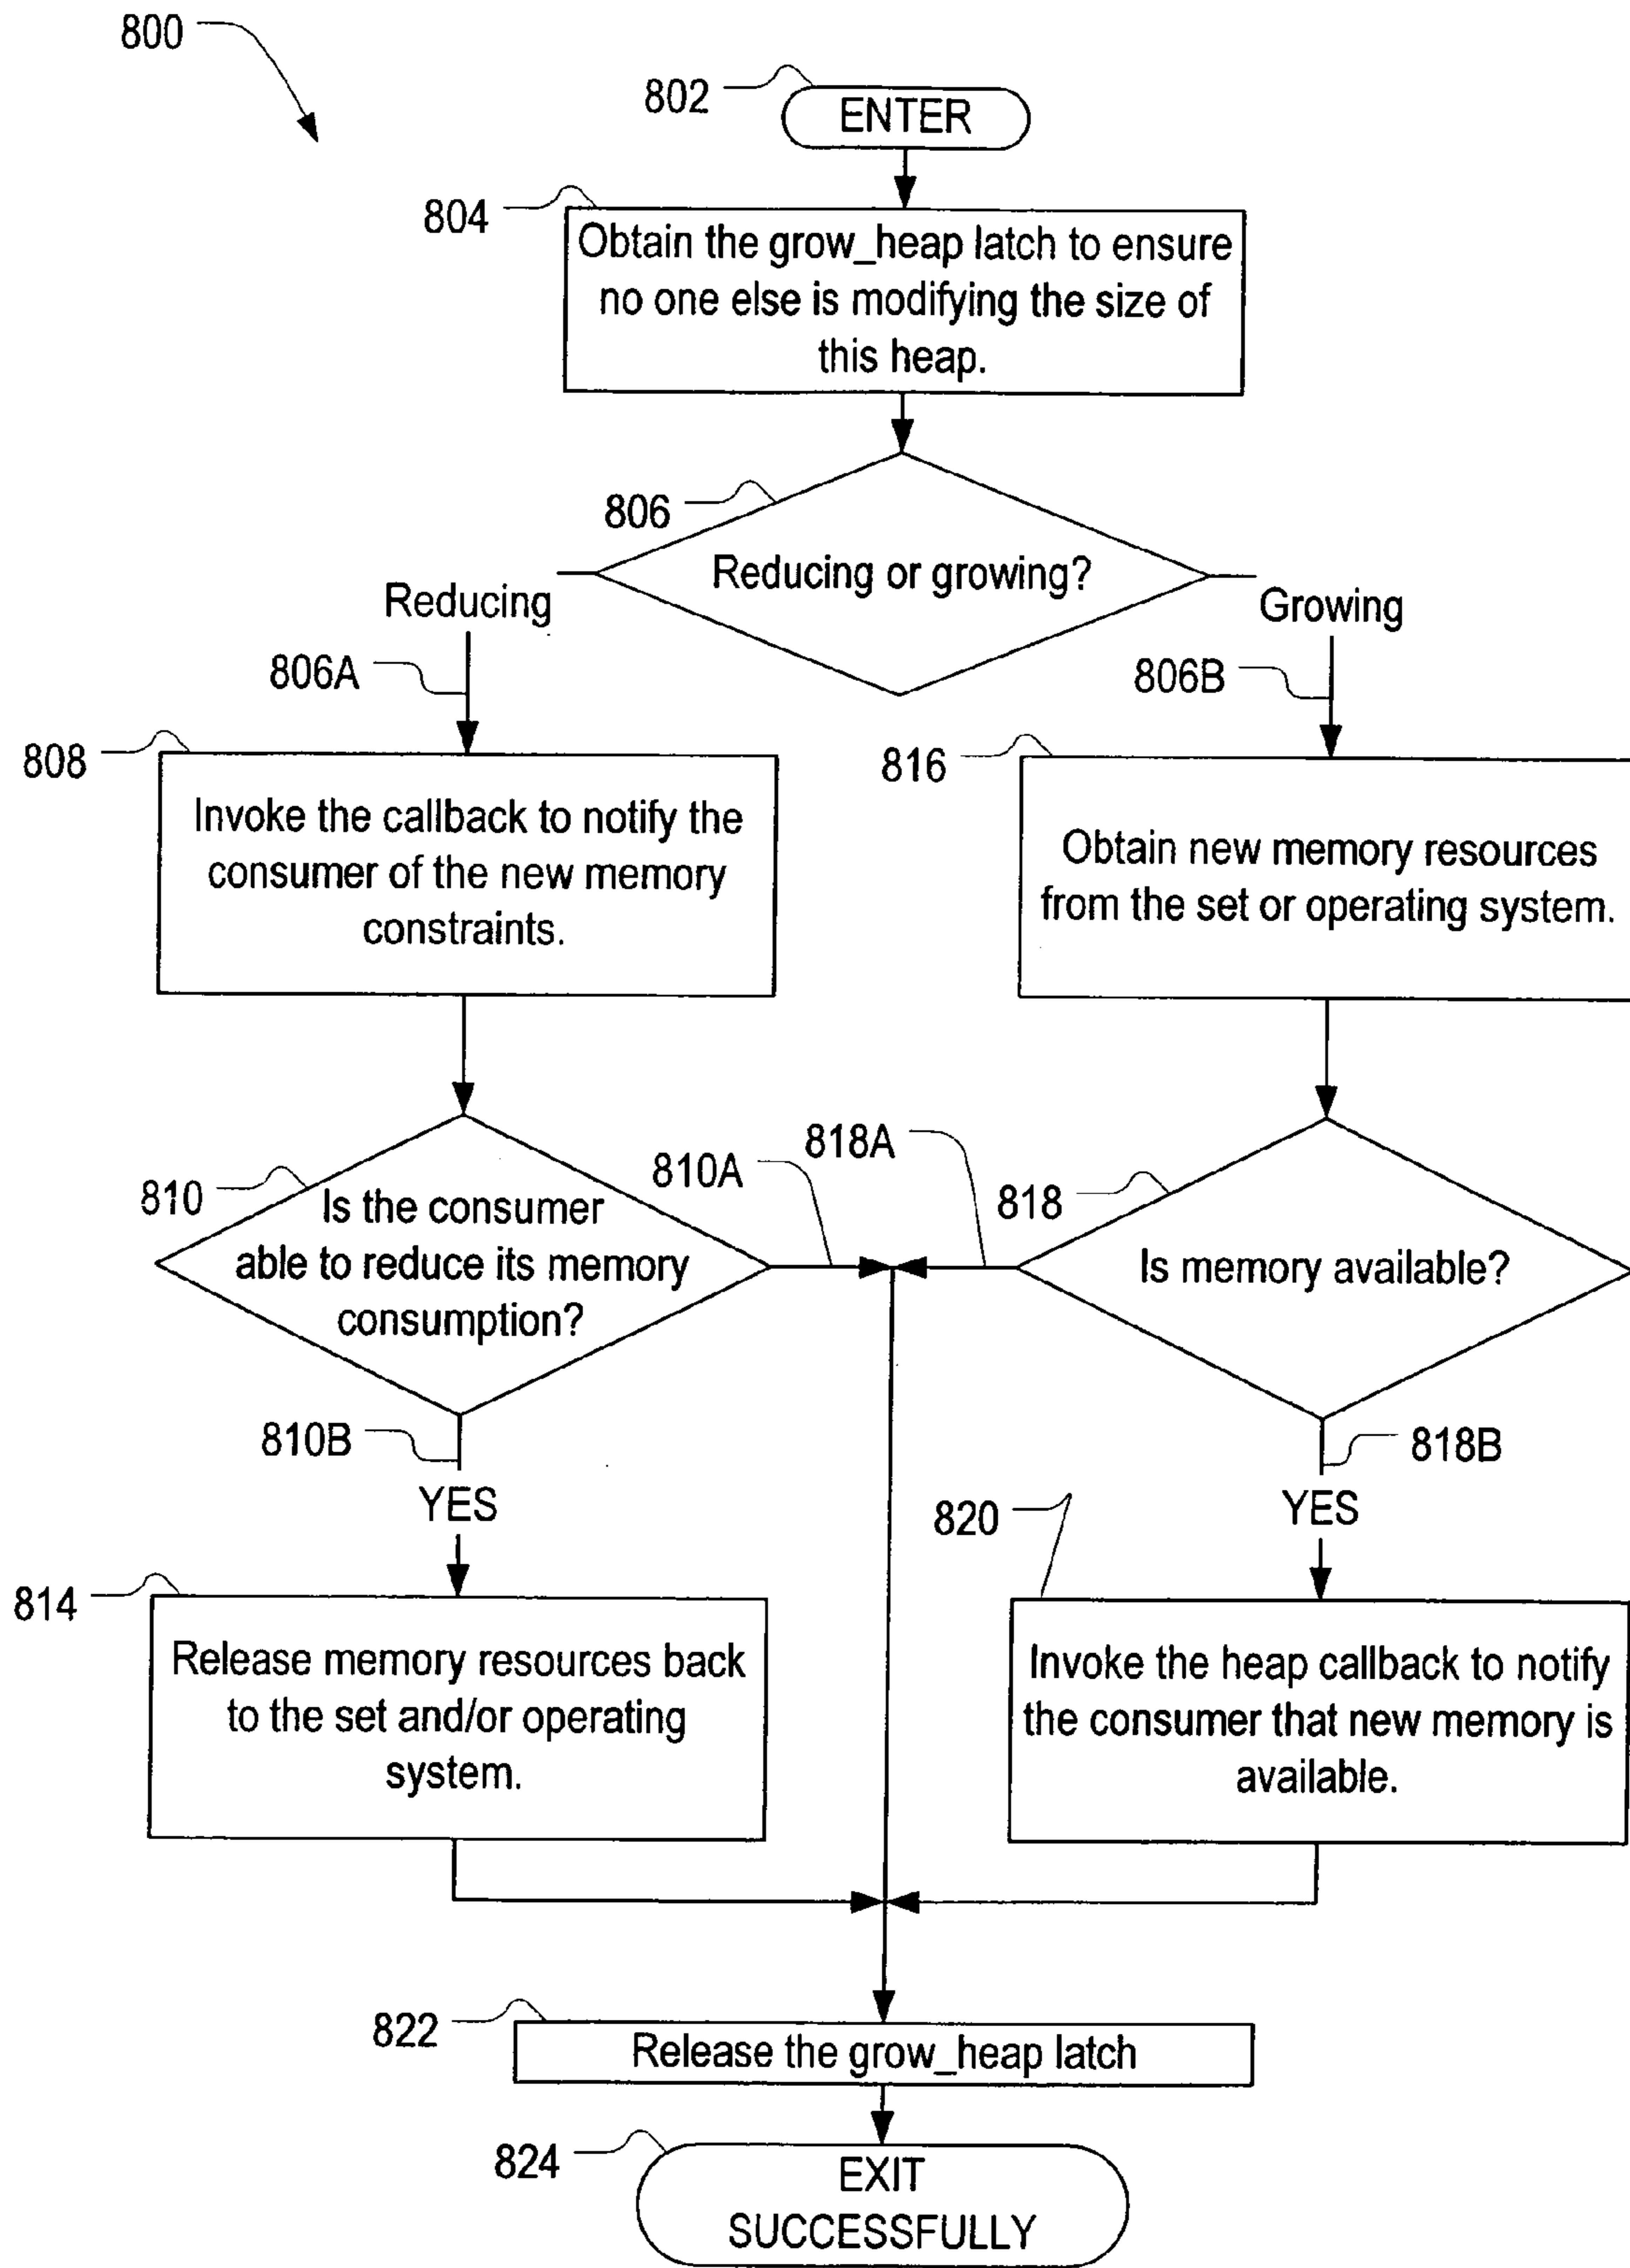 800
802
ENTER
804
Obtain the grow_heap latch to ensure
no one else is modifying the size of
this heap.
806
Reducing or growing?
Reducing
Growing
806A
806B
808
816
Invoke the callback to notify the
consumer of the new memory
constraints.
Obtain new memory resources
from the set or operating system.
818A
810A
810
818
Is the consumer
able to reduce its memory
consumption?
Is memory available?
810B
818B
YES
YES
820
814
Release memory resources back
to the set and/or operating
system.
Invoke the heap callback to notify
the consumer that new memory is
available.
822
Release the grow_heap latch
824
EXIT
SUCCESSFULLY